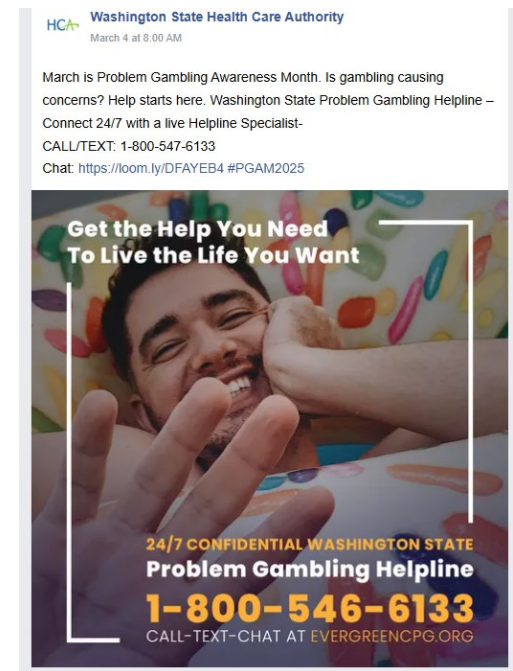 HCA
Washington State Health Care Authority
March 4 at 8:00 AM
March is Problem Gambling Awareness Month. Is gambling causing
concerns? Help starts here. Washington State Problem Gambling Helpline –
Connect 24/7 with a live Helpline Specialist-
CALL/TEXT: 1-800-547-6133
Chat: https://loom.ly/DFAYEB4 #PGAM2025
Get the Help You Need
To Live the Life You Want
24/7 CONFIDENTIAL WASHINGTON STATE
Problem Gambling Helpline
1-800-546-6133
CALL-TEXT-CHAT AT EVERGREENCPG.ORG